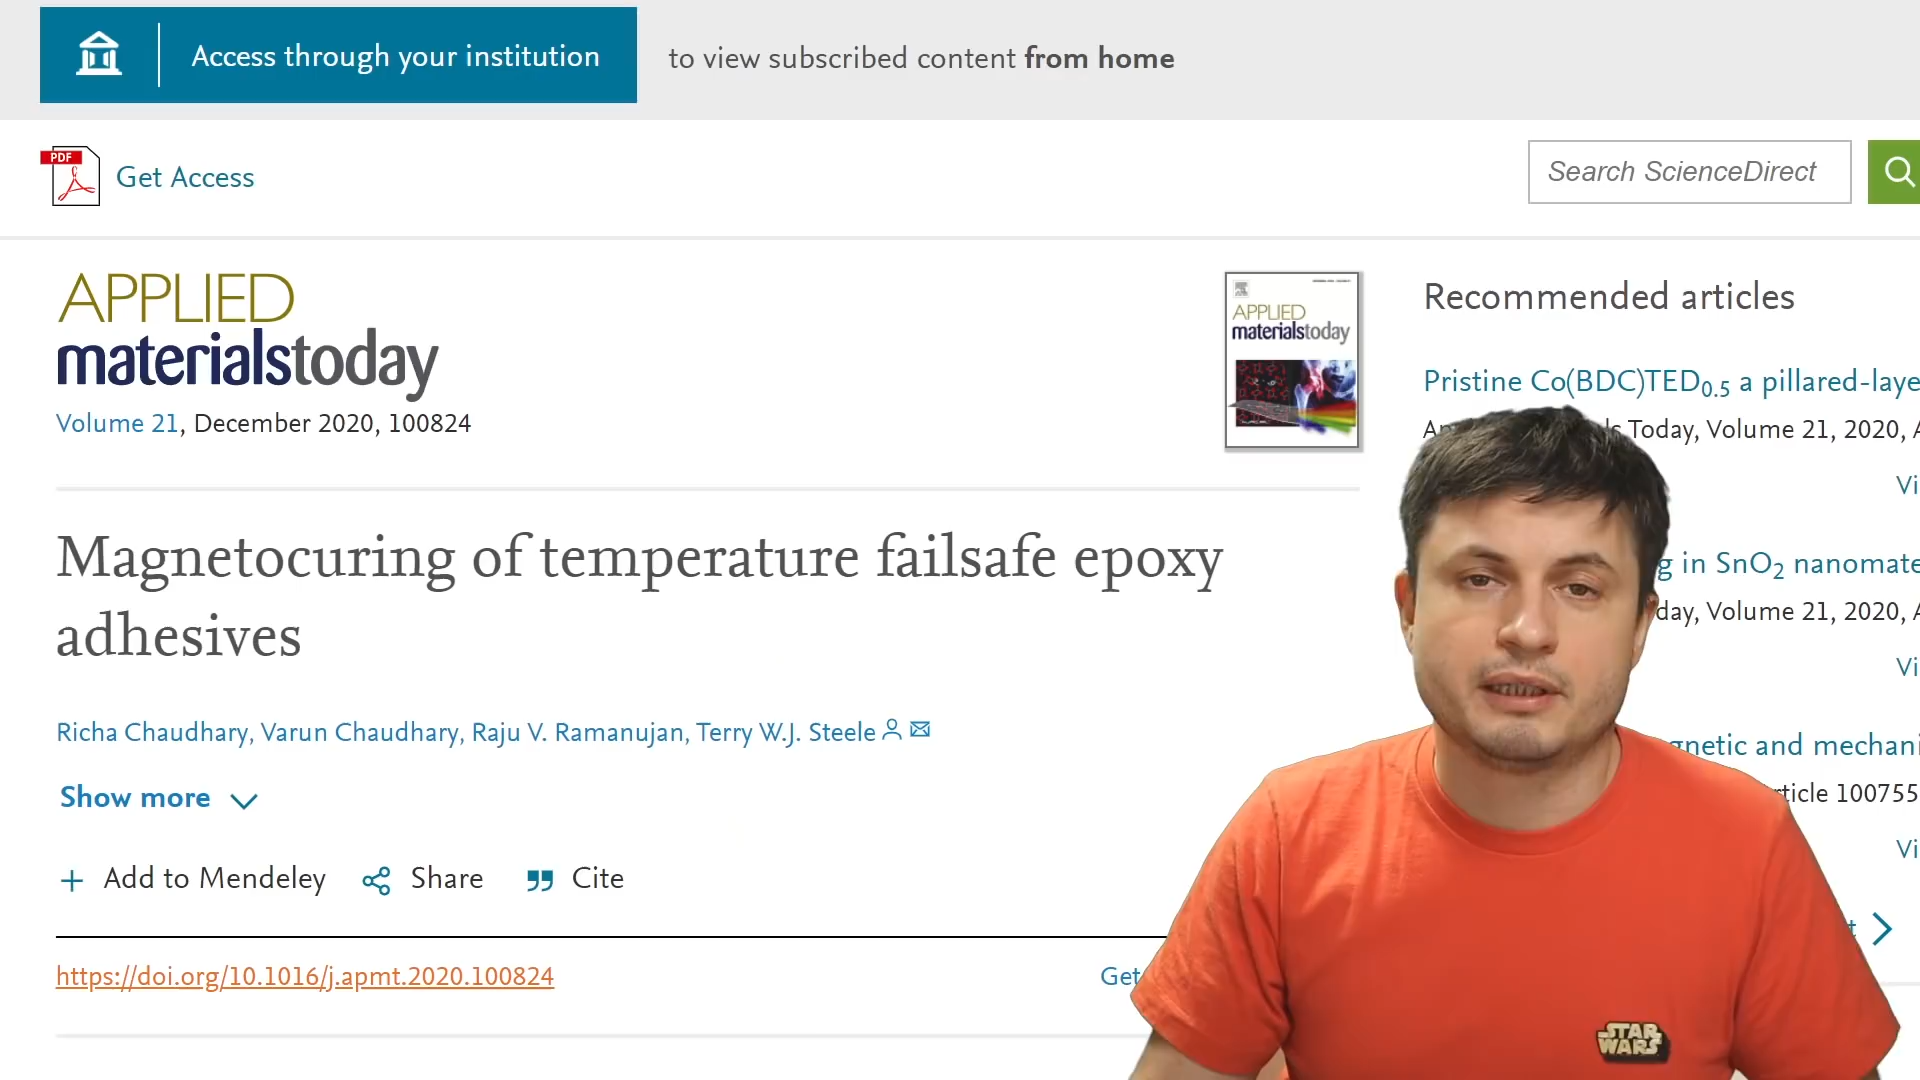 Access through your institution
to view subscribed content from home
PDF
Get Access
Search ScienceDirect
APPLIED
materialstoday
Volume 21, December 2020, 100824
APPLIED
materialstoday
Magnetocuring of temperature failsafe epoxy
adhesives
Richa Chaudhary, Varun Chaudhary, Raju V. Ramanujan, Terry W.J. Steele
Show more
Add to Mendeley
Share
Cite
https://doi.org/10.1016/j.apmt.2020.100824
Get
Recommended articles
Pristine Co(BDC)TED0.5 a pillared-laye
Today, Volume 21, 2020, A
Vi
g in SnO2 nanomate
day, Volume 21, 2020, A
Vi
gnetic and mechani
rticle 100755
Vi
STAR
WARS